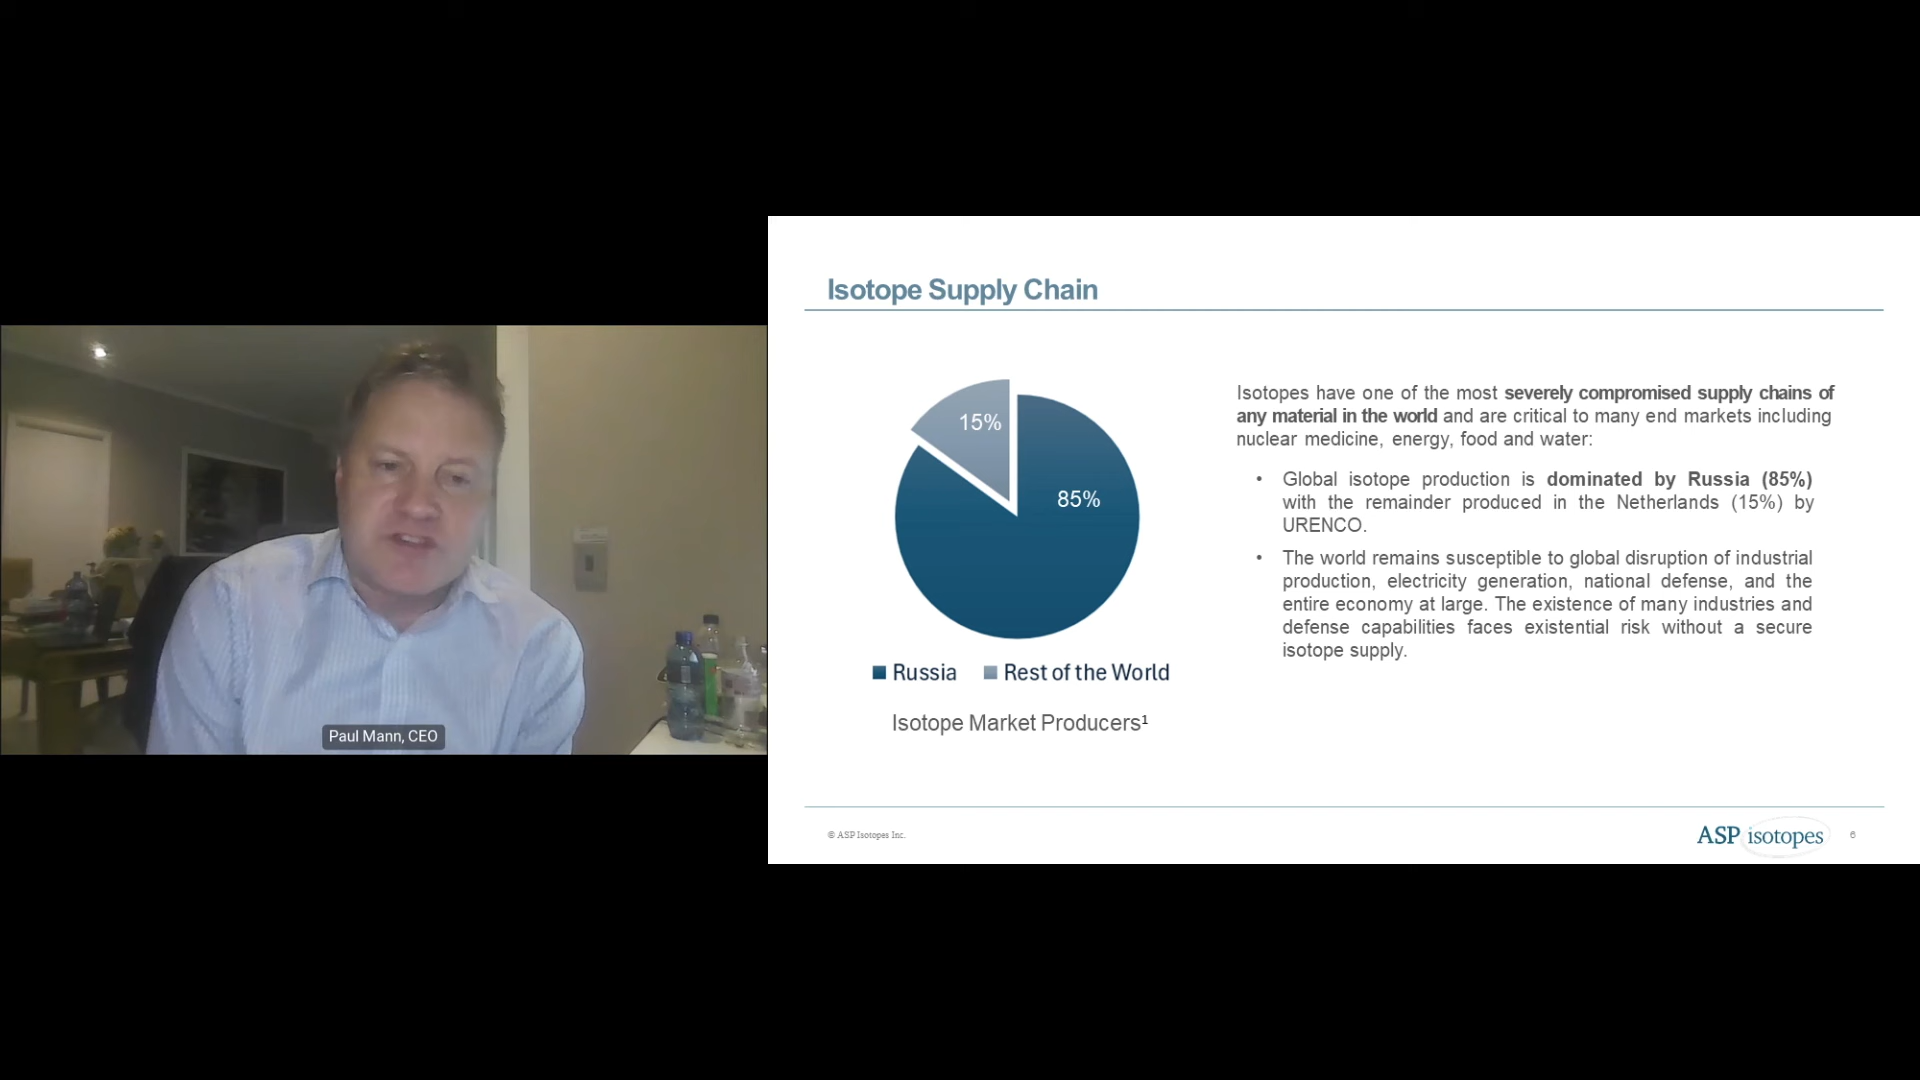 Isotope Supply Chain
15%
85%
Russia
Rest of the World
Isotope Market Producers¹
Isotopes have one of the most severely compromised supply chains of
any material in the world and are critical to many end markets including
nuclear medicine, energy, food and water:
• Global isotope production is dominated by Russia (85%)
with the remainder produced in the Netherlands (15%) by
URENCO.
• The world remains susceptible to global disruption of industrial
production, electricity generation, national defense, and the
entire economy at large. The existence of many industries and
defense capabilities faces existential risk without a secure
isotope supply.
Paul Mann, CEO
© ASP Isotopes Inc.
ASP isotopes
6